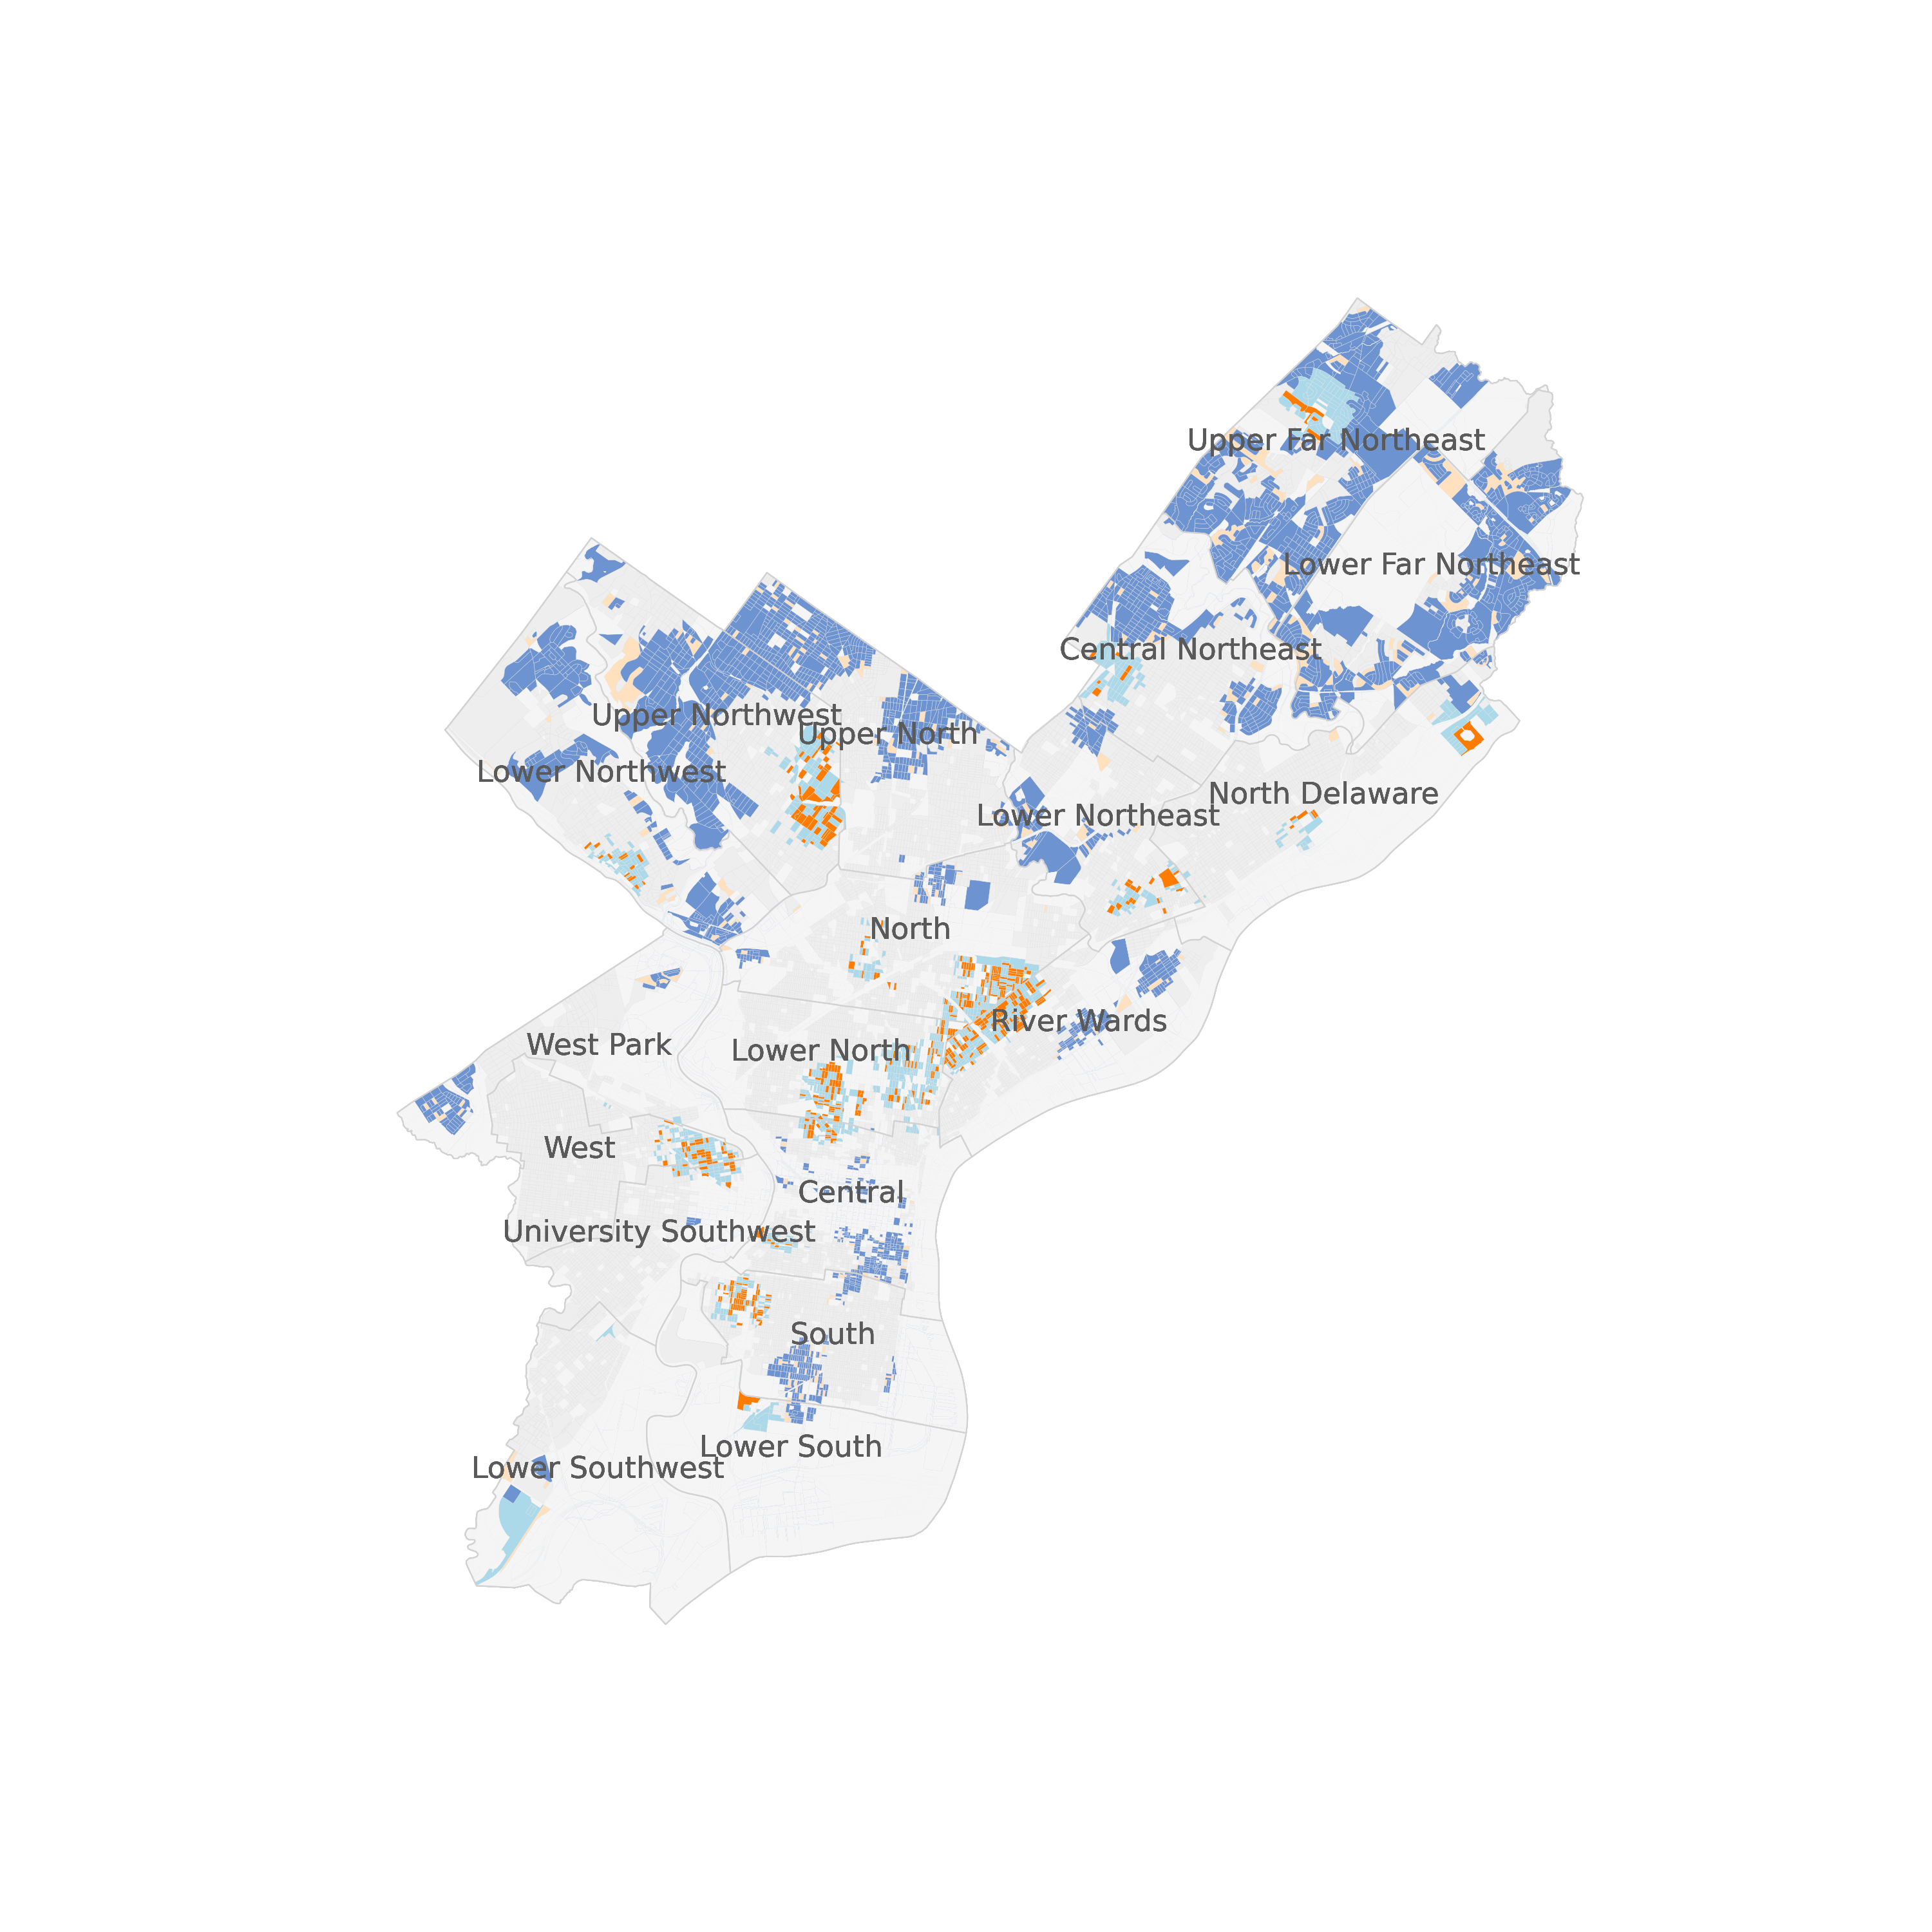 Upper Far Northeast
Lower Far Northeast
Central Northeast
Upper Northwest
Upper North
Lower Northwest
North Delaware
Lower Northeast
North
River Wards
West Park
Lower North
West
Central
University Southwest
South
Lower South
Lower Southwest